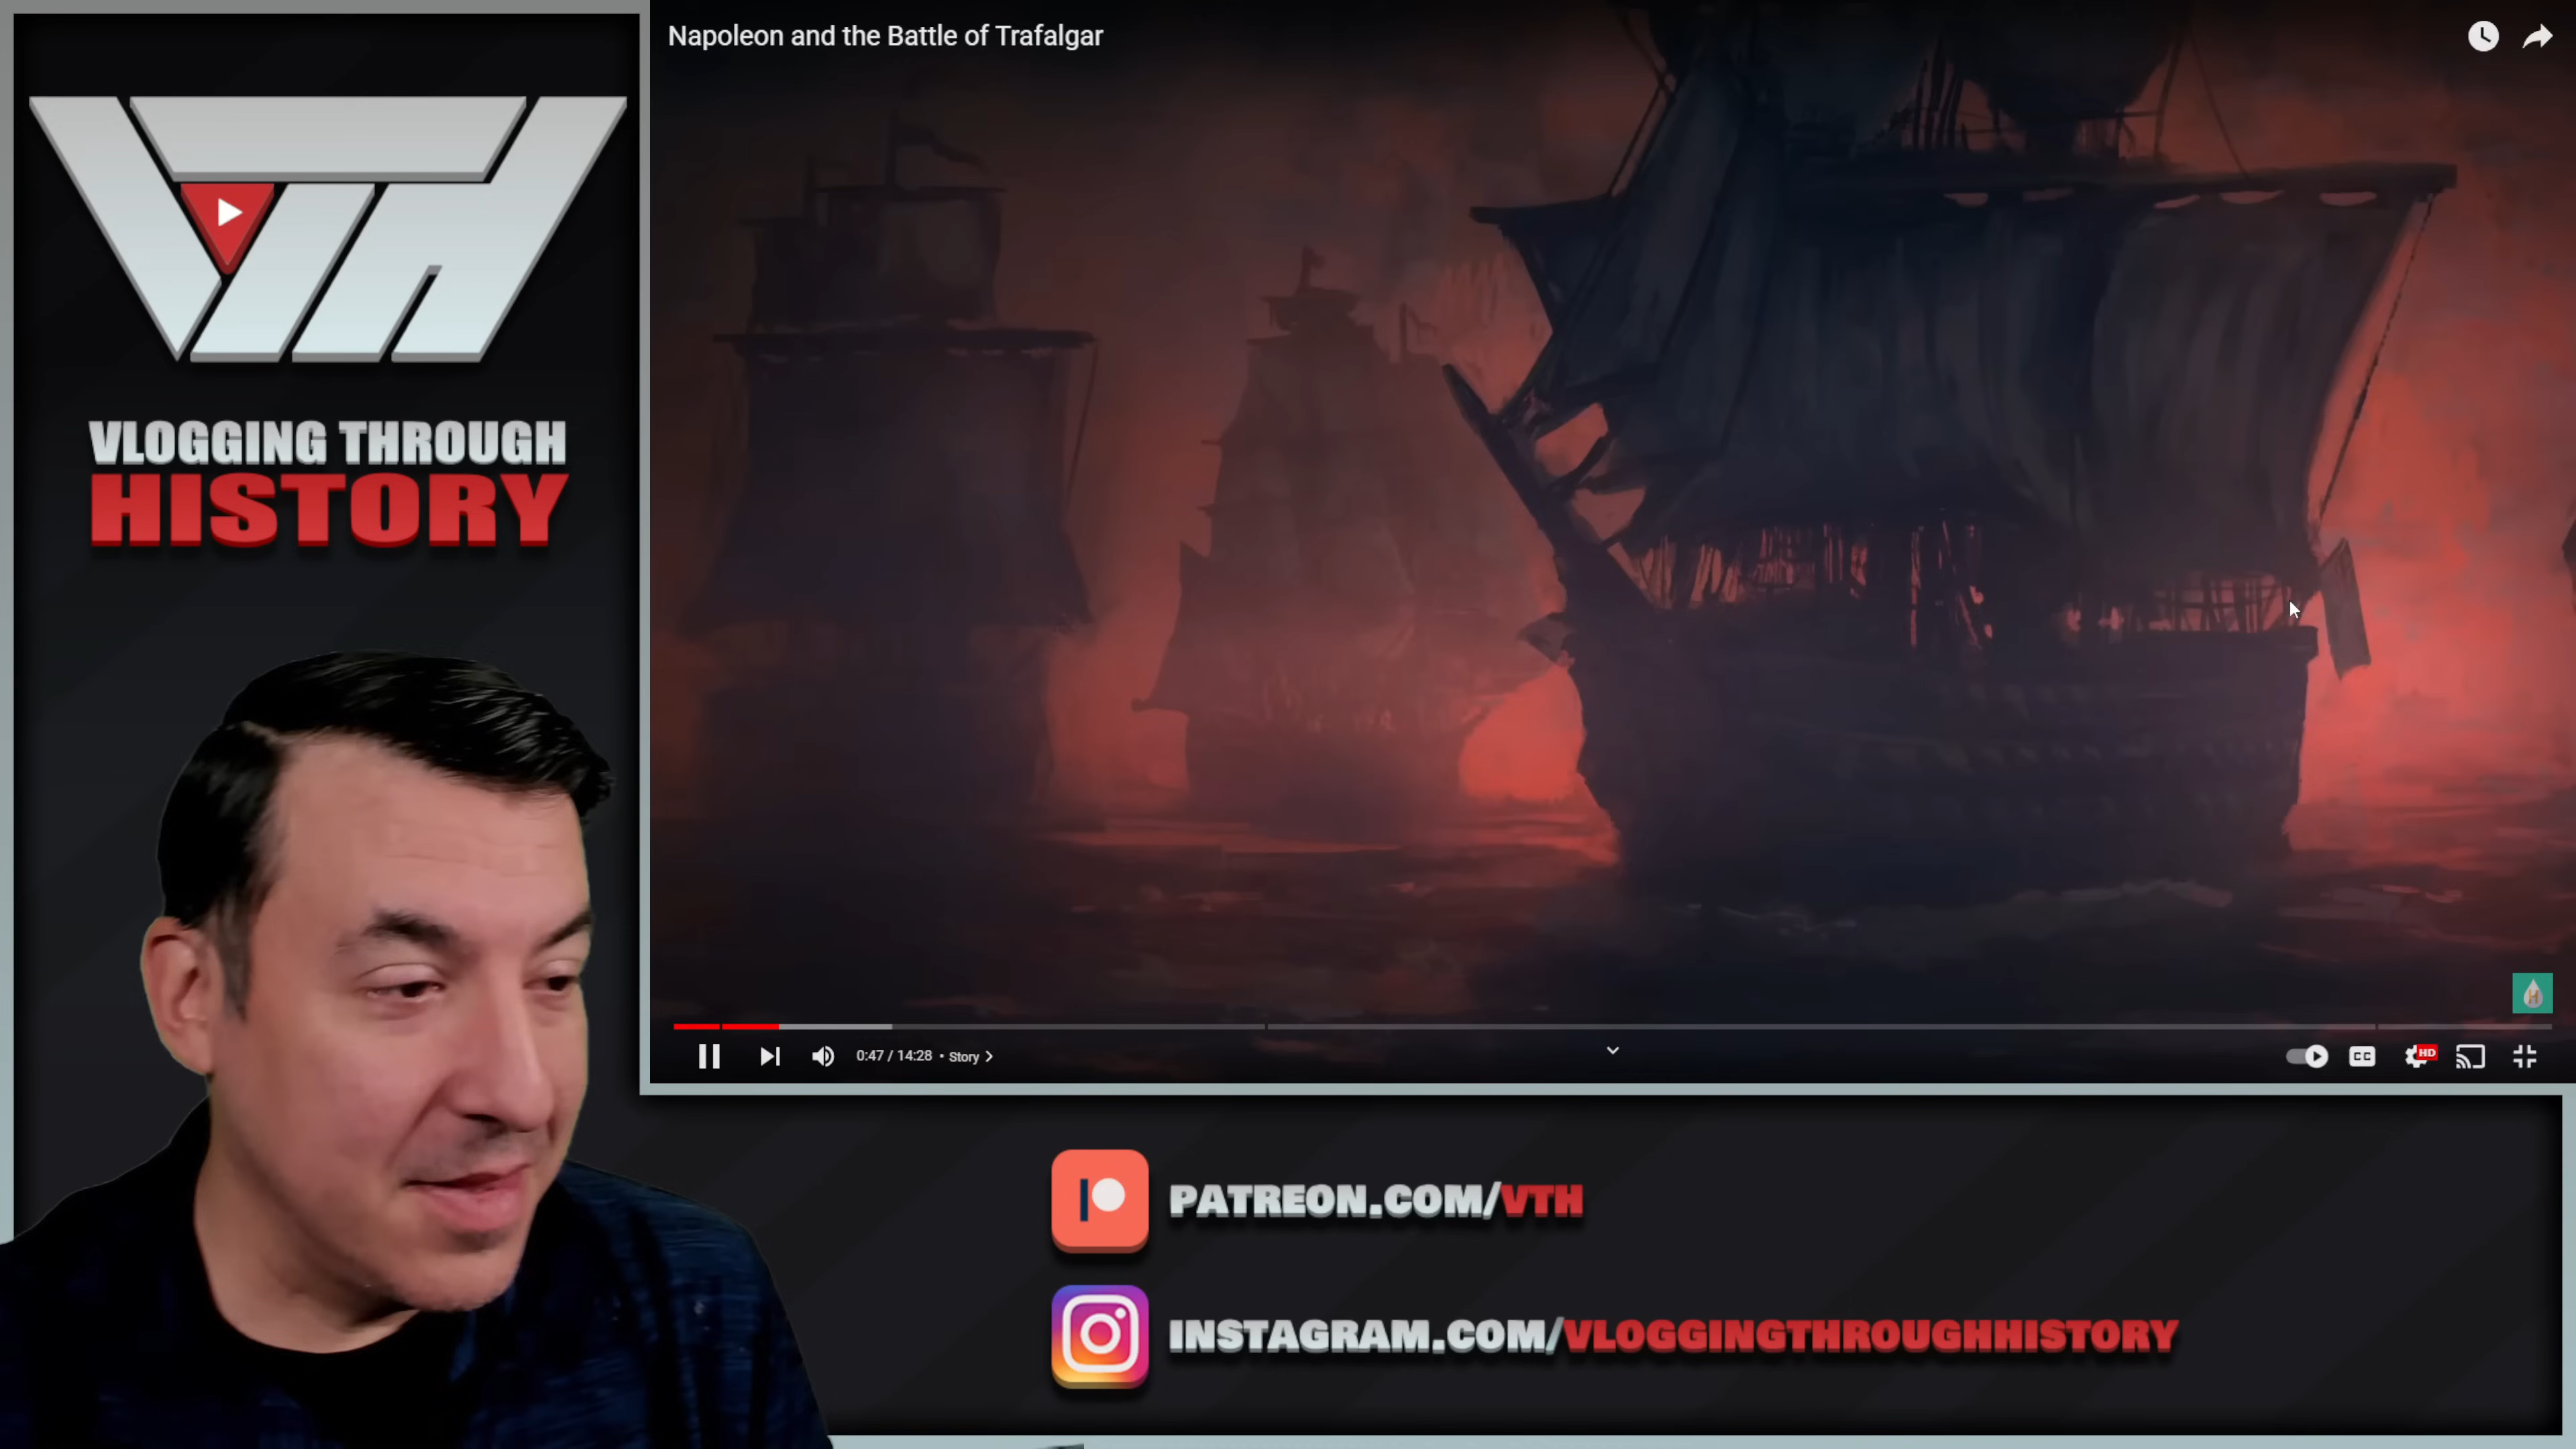 Napoleon and the Battle of Trafalgar
VTH
VLOGGING THROUGH
HISTORY
H
0:47 / 14:28 • Story
CC
HD
PATREON.COM/VTH
INSTAGRAM.COM/VLOGGINGTHROUGHHISTORY